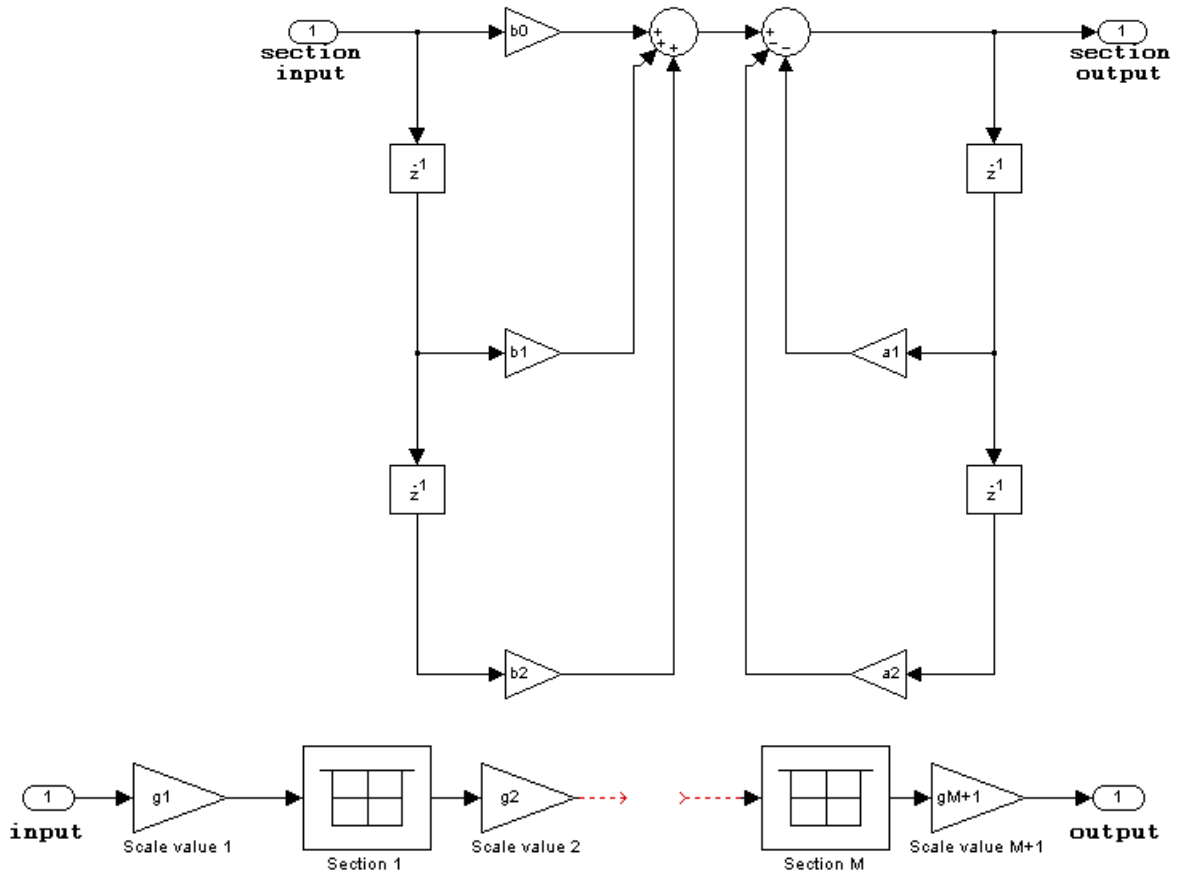 1
section
input
b0
+
+
+
+
−
−
1
section
output
z-1
z-1
b1
a1
z-1
z-1
b2
a2
1
input
g1
Scale value 1
Section 1
g2
Scale value 2
Section M
gM+1
Scale value M+1
1
output